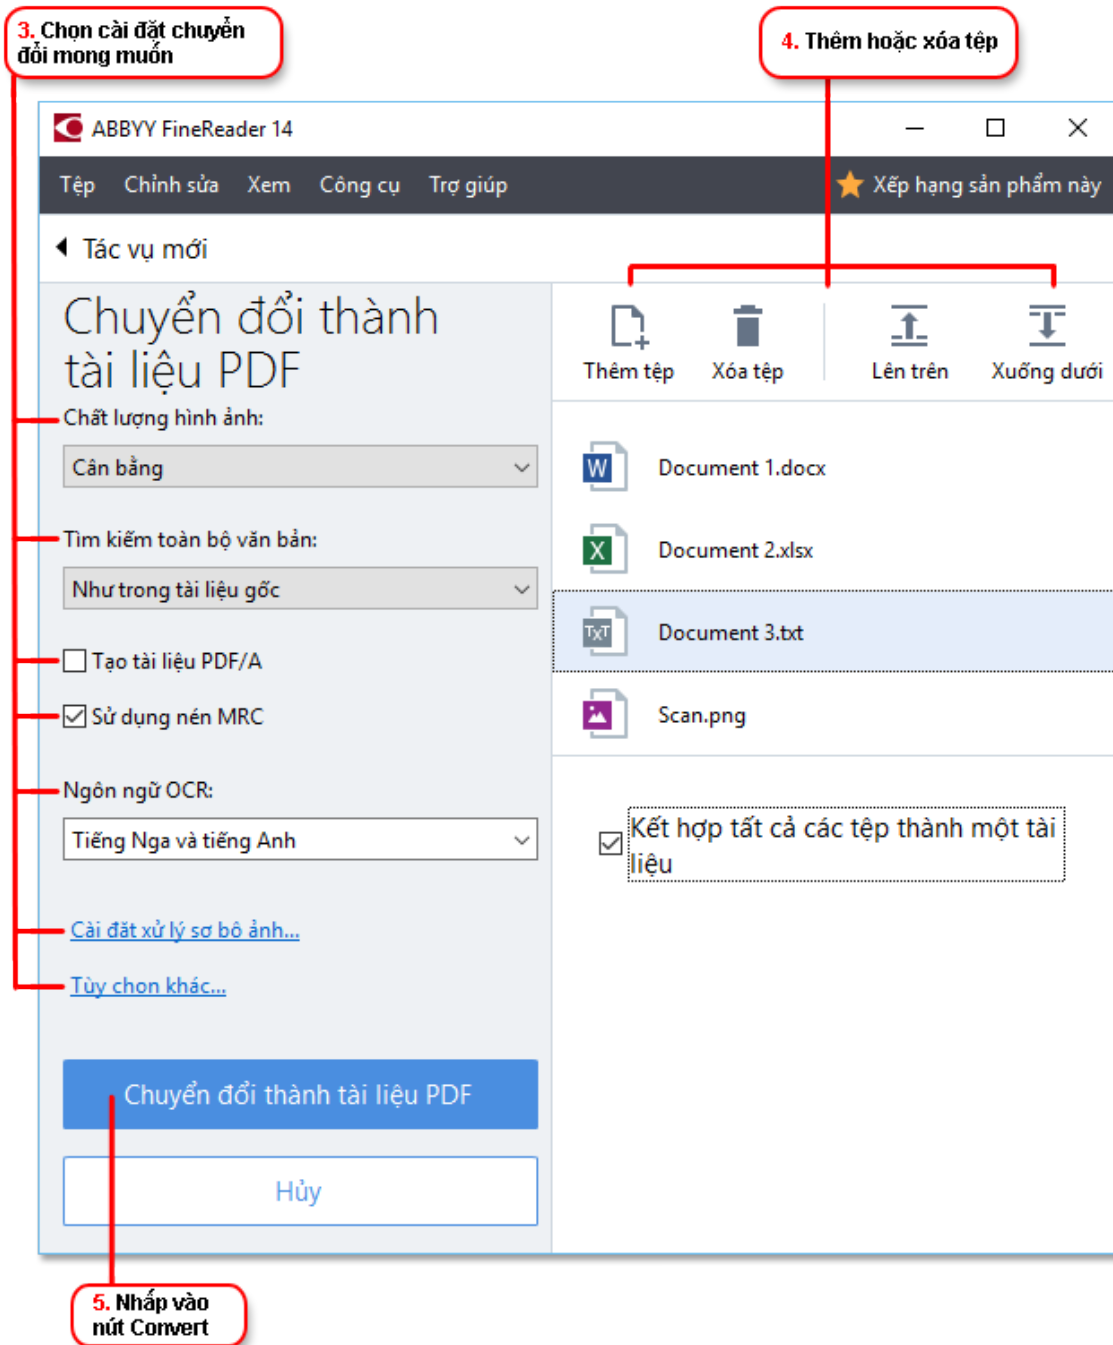 3. Chọn cài đặt chuyển
đổi mong muốn
4. Thêm hoặc xóa tệp
ABBYY FineReader 14
Tệp Chỉnh sửa Xem Công cụ Trợ giúp Xếp hạng sản phẩm này
Tác vụ mới
Chuyển đổi thành
tài liệu PDF
Chất lượng hình ảnh:
Cân bằng
Tìm kiếm toàn bộ văn bản:
Như trong tài liệu gốc
Tạo tài liệu PDF/A
Sử dụng nén MRC
Ngôn ngữ OCR:
Tiếng Nga và tiếng Anh
Cài đặt xử lý sơ bộ ảnh...
Tùy chọn khác...
Chuyển đổi thành tài liệu PDF
Hủy
Thêm tệp Xóa tệp Lên trên Xuống dưới
W Document 1.docx
X Document 2.xlsx
TxT Document 3.txt
Scan.png
Kết hợp tất cả các tệp thành một tài
liệu
5. Nhấp vào
nút Convert